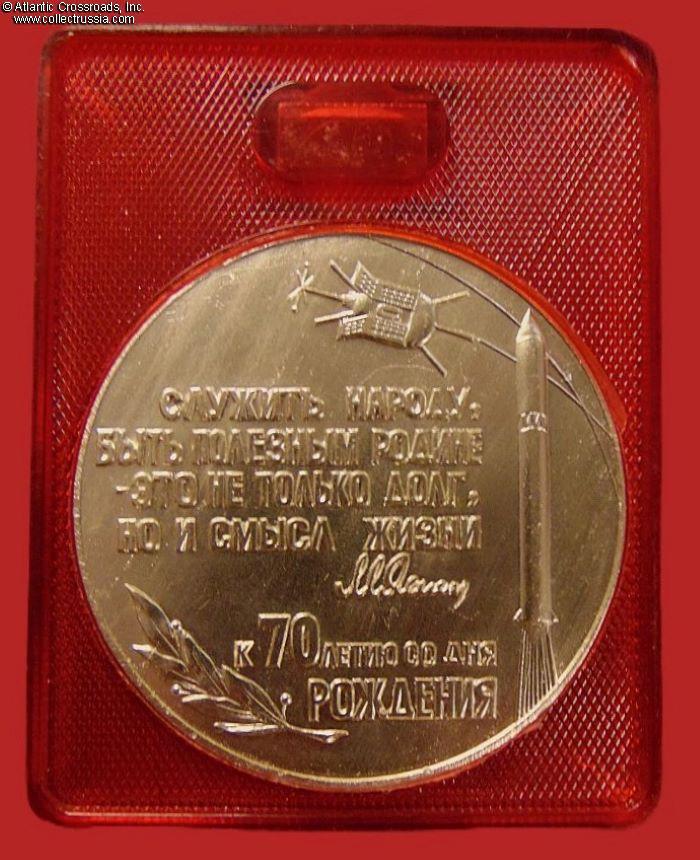 © Atlantic Crossroads, Inc.
www.collectrussia.com
СЛУЖИТЬ НАРОДУ,
БЫТЬ ПОЛЕЗНЫМ РОДИНЕ
-ЭТО НЕ ТОЛЬКО ДОЛГ,
НО И СМЫСЛ ЖИЗНИ
К 70 ЛЕТИЮ СО ДНЯ
РОЖДЕНИЯ